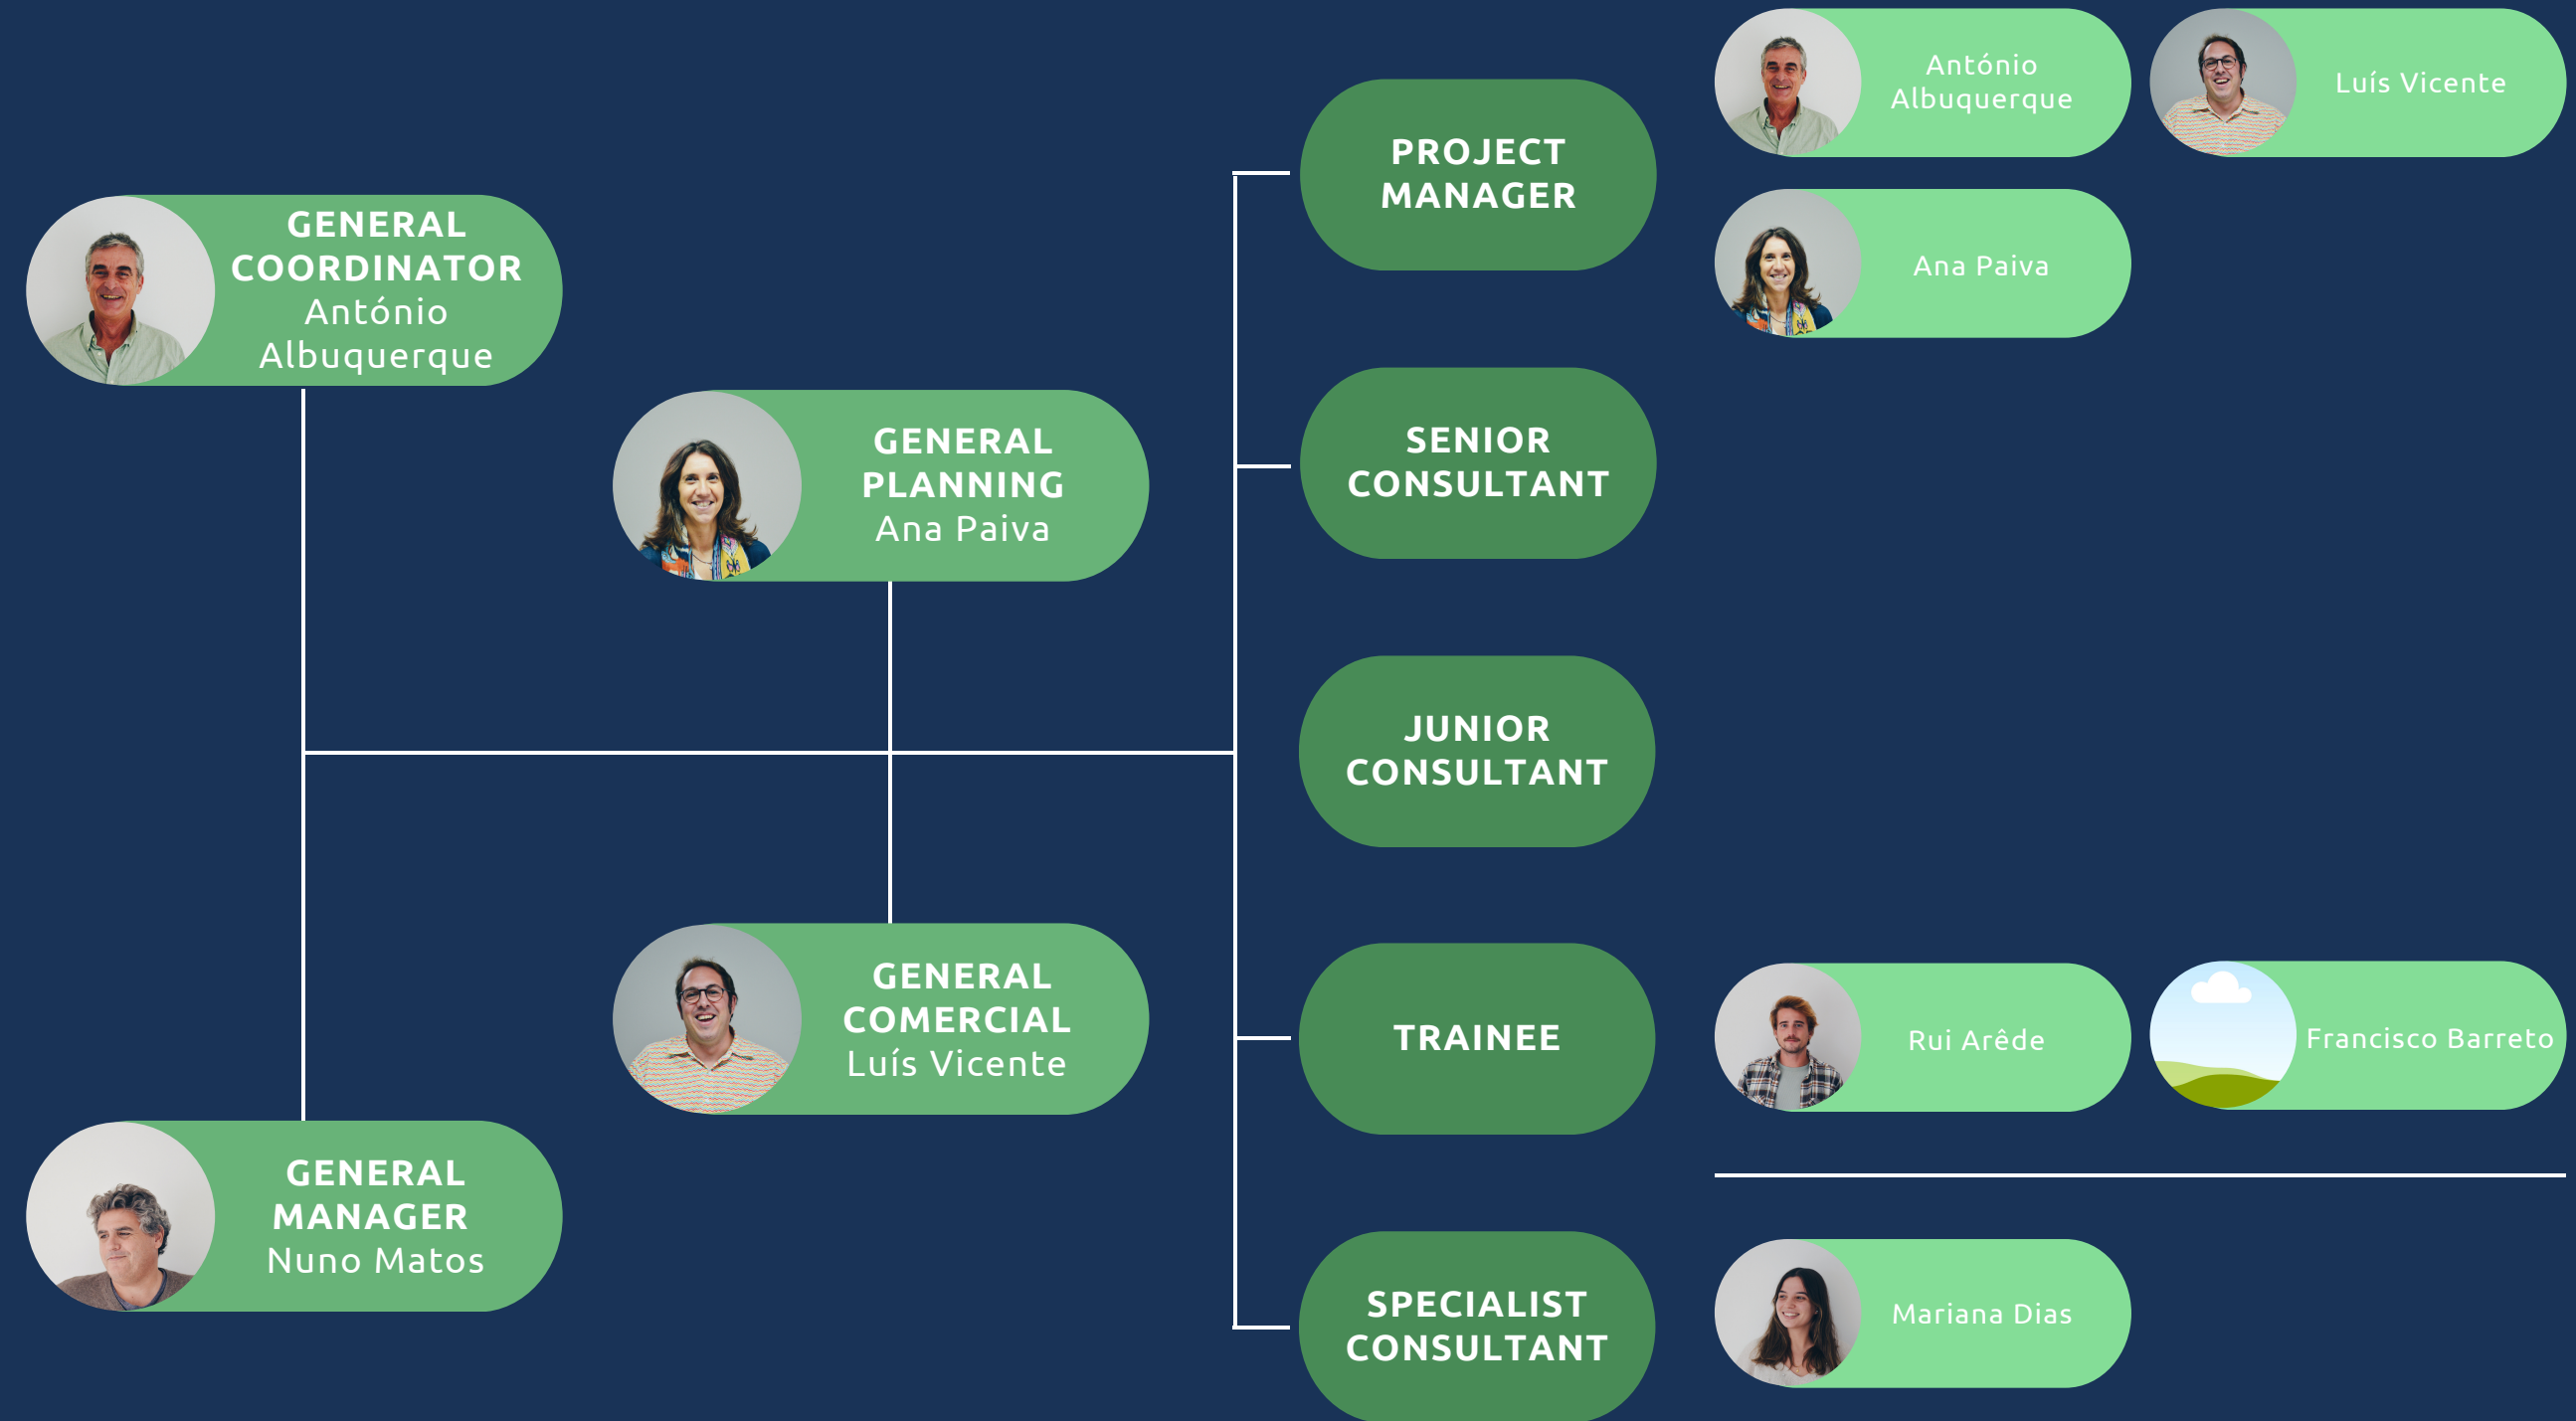 GENERAL
COORDINATOR
António
Albuquerque
GENERAL
PLANNING
Ana Paiva
GENERAL
COMERCIAL
Luís Vicente
GENERAL
MANAGER
Nuno Matos
PROJECT
MANAGER
António
Albuquerque
Luís Vicente
Ana Paiva
SENIOR
CONSULTANT
JUNIOR
CONSULTANT
TRAINEE
Rui Arêde
Francisco Barreto
SPECIALIST
CONSULTANT
Mariana Dias